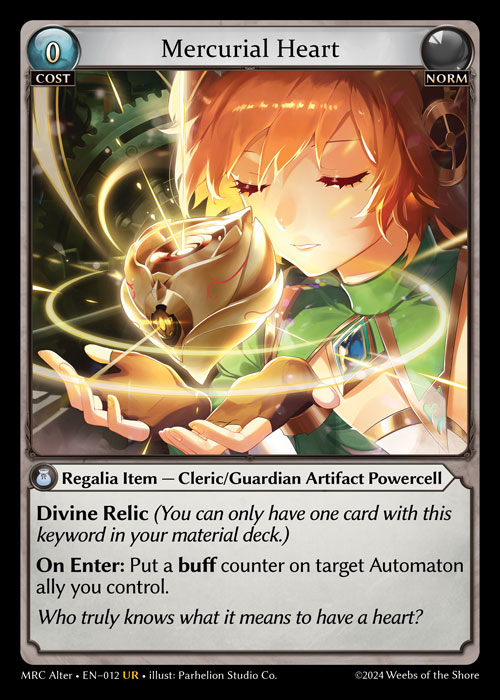 0
Mercurial Heart
COST
NORM
Regalia Item — Cleric/Guardian Artifact Powercell
Divine Relic (You can only have one card with this
keyword in your material deck.)
On Enter: Put a buff counter on target Automaton
ally you control.
Who truly knows what it means to have a heart?
MRC Alter • EN–012 UR • illust: Parhelion Studio Co.
©2024 Weebs of the Shore